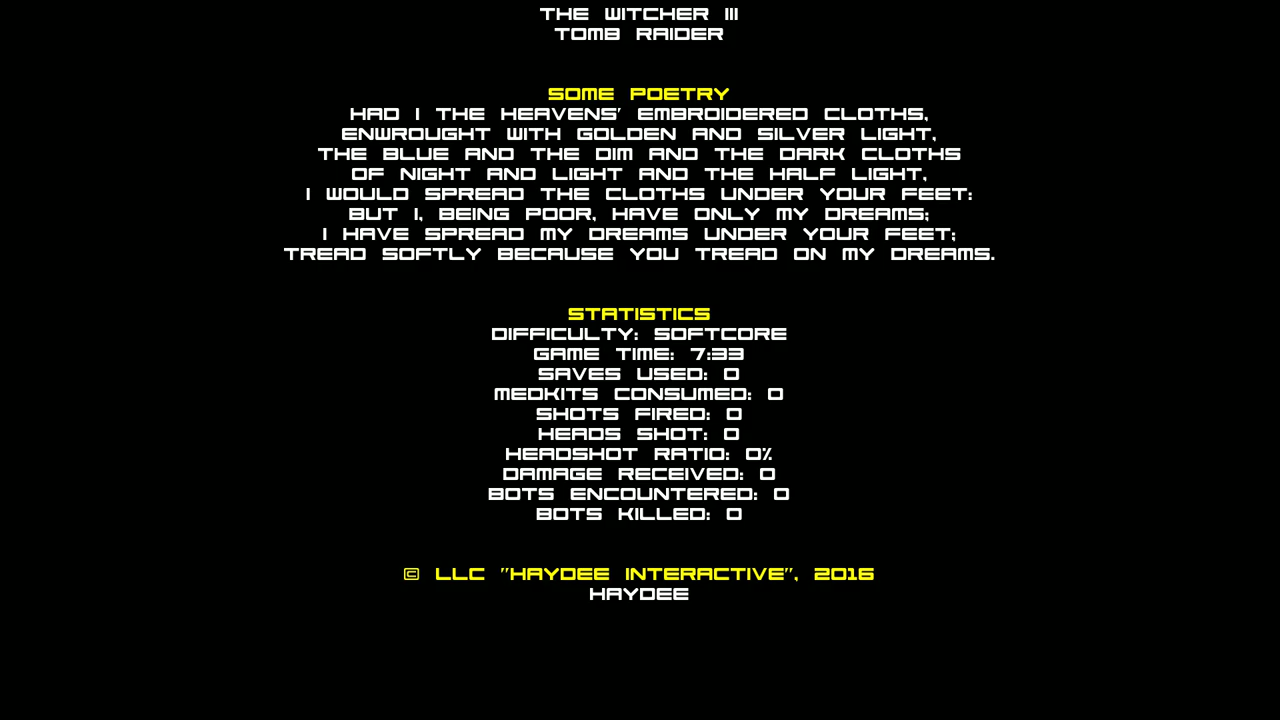 THE WITCHER III
TOMB RAIDER
SOME POETRY
HAD I THE HEAVENS' EMBROIDERED CLOTHS,
ENWROUGHT WITH GOLDEN AND SILVER LIGHT,
THE BLUE AND THE DIM AND THE DARK CLOTHS
OF NIGHT AND LIGHT AND THE HALF LIGHT,
I WOULD SPREAD THE CLOTHS UNDER YOUR FEET:
BUT I, BEING POOR, HAVE ONLY MY DREAMS;
I HAVE SPREAD MY DREAMS UNDER YOUR FEET;
TREAD SOFTLY BECAUSE YOU TREAD ON MY DREAMS.
STATISTICS
DIFFICULTY: SOFTCORE
GAME TIME: 7:33
SAVES USED: 0
MEDKITS CONSUMED: 0
SHOTS FIRED: 0
HEADS SHOT: 0
HEADSHOT RATIO: 0%
DAMAGE RECEIVED: 0
BOTS ENCOUNTERED: 0
BOTS KILLED: 0
© LLC "HAYDEE INTERACTIVE", 2016
HAYDEE